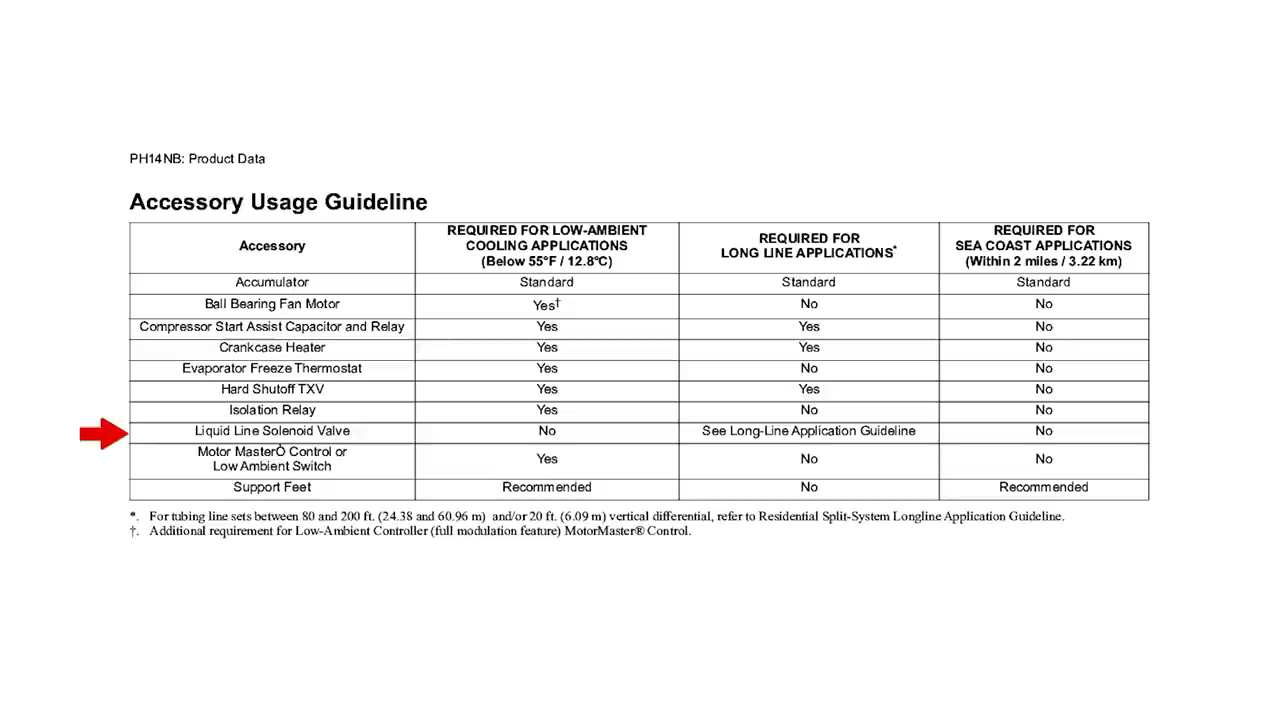 PH14NB: Product Data
Accessory Usage Guideline
Accessory
REQUIRED FOR LOW-AMBIENT
COOLING APPLICATIONS
(Below 55°F / 12.8°C)
REQUIRED FOR
LONG LINE APPLICATIONS*
REQUIRED FOR
SEA COAST APPLICATIONS
(Within 2 miles / 3.22 km)
Accumulator Standard Standard Standard
Ball Bearing Fan Motor Yes† No No
Compressor Start Assist Capacitor and Relay Yes Yes No
Crankcase Heater Yes Yes No
Evaporator Freeze Thermostat Yes No No
Hard Shutoff TXV Yes Yes No
Isolation Relay Yes No No
Liquid Line Solenoid Valve No See Long-Line Application Guideline No
Motor MasterÒ Control or
Low Ambient Switch Yes No No
Support Feet Recommended No Recommended
*. For tubing line sets between 80 and 200 ft. (24.38 and 60.96 m) and/or 20 ft. (6.09 m) vertical differential, refer to Residential Split-System Longline Application Guideline.
†. Additional requirement for Low-Ambient Controller (full modulation feature) MotorMaster® Control.